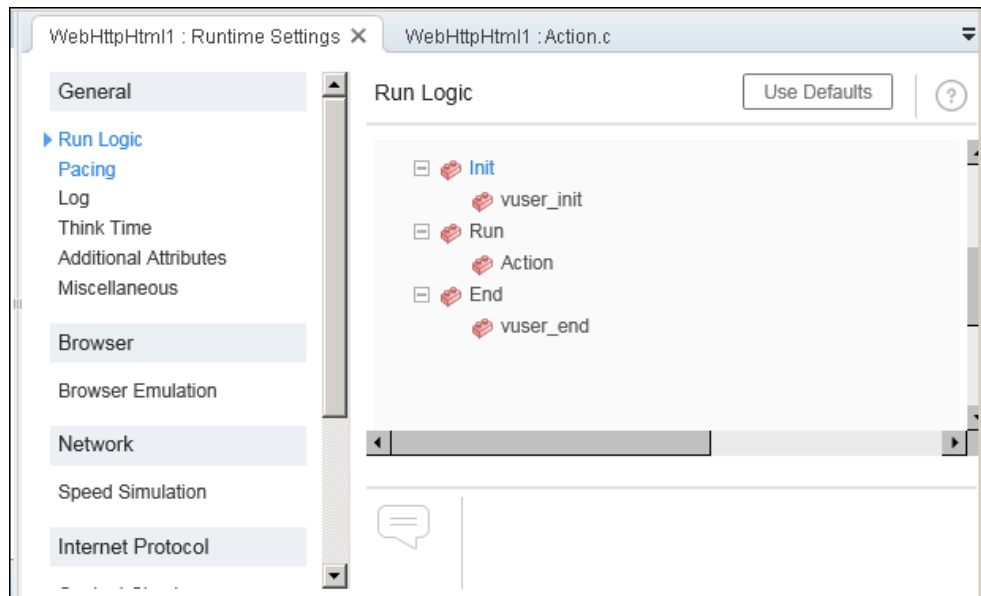 WebHttpHtml1 : Runtime Settings
WebHttpHtml1 : Action.c
General
Run Logic
Pacing
Log
Think Time
Additional Attributes
Miscellaneous
Browser
Browser Emulation
Network
Speed Simulation
Internet Protocol
Run Logic
Use Defaults
?
Init
vuser_init
Run
Action
End
vuser_end